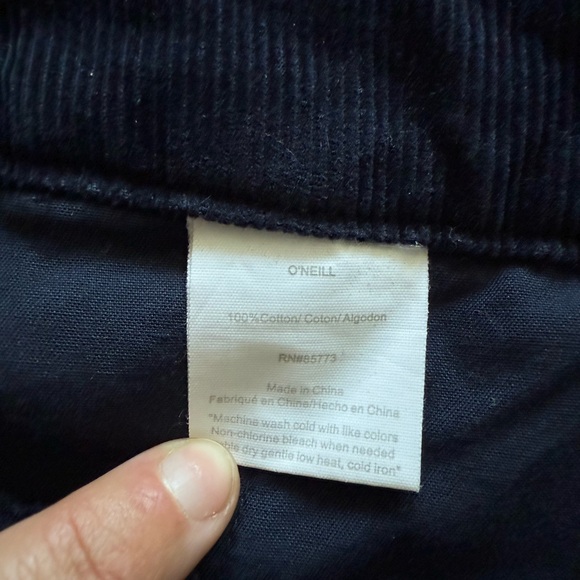 O'NEILL
100%Cotton/ Coton/ Algodon
RN#85773
Made in China
Fabriqué en Chine/Hecho en China
"Machine wash cold with like colors
Non-chlorine bleach when needed
dry gentle low heat, cold iron"